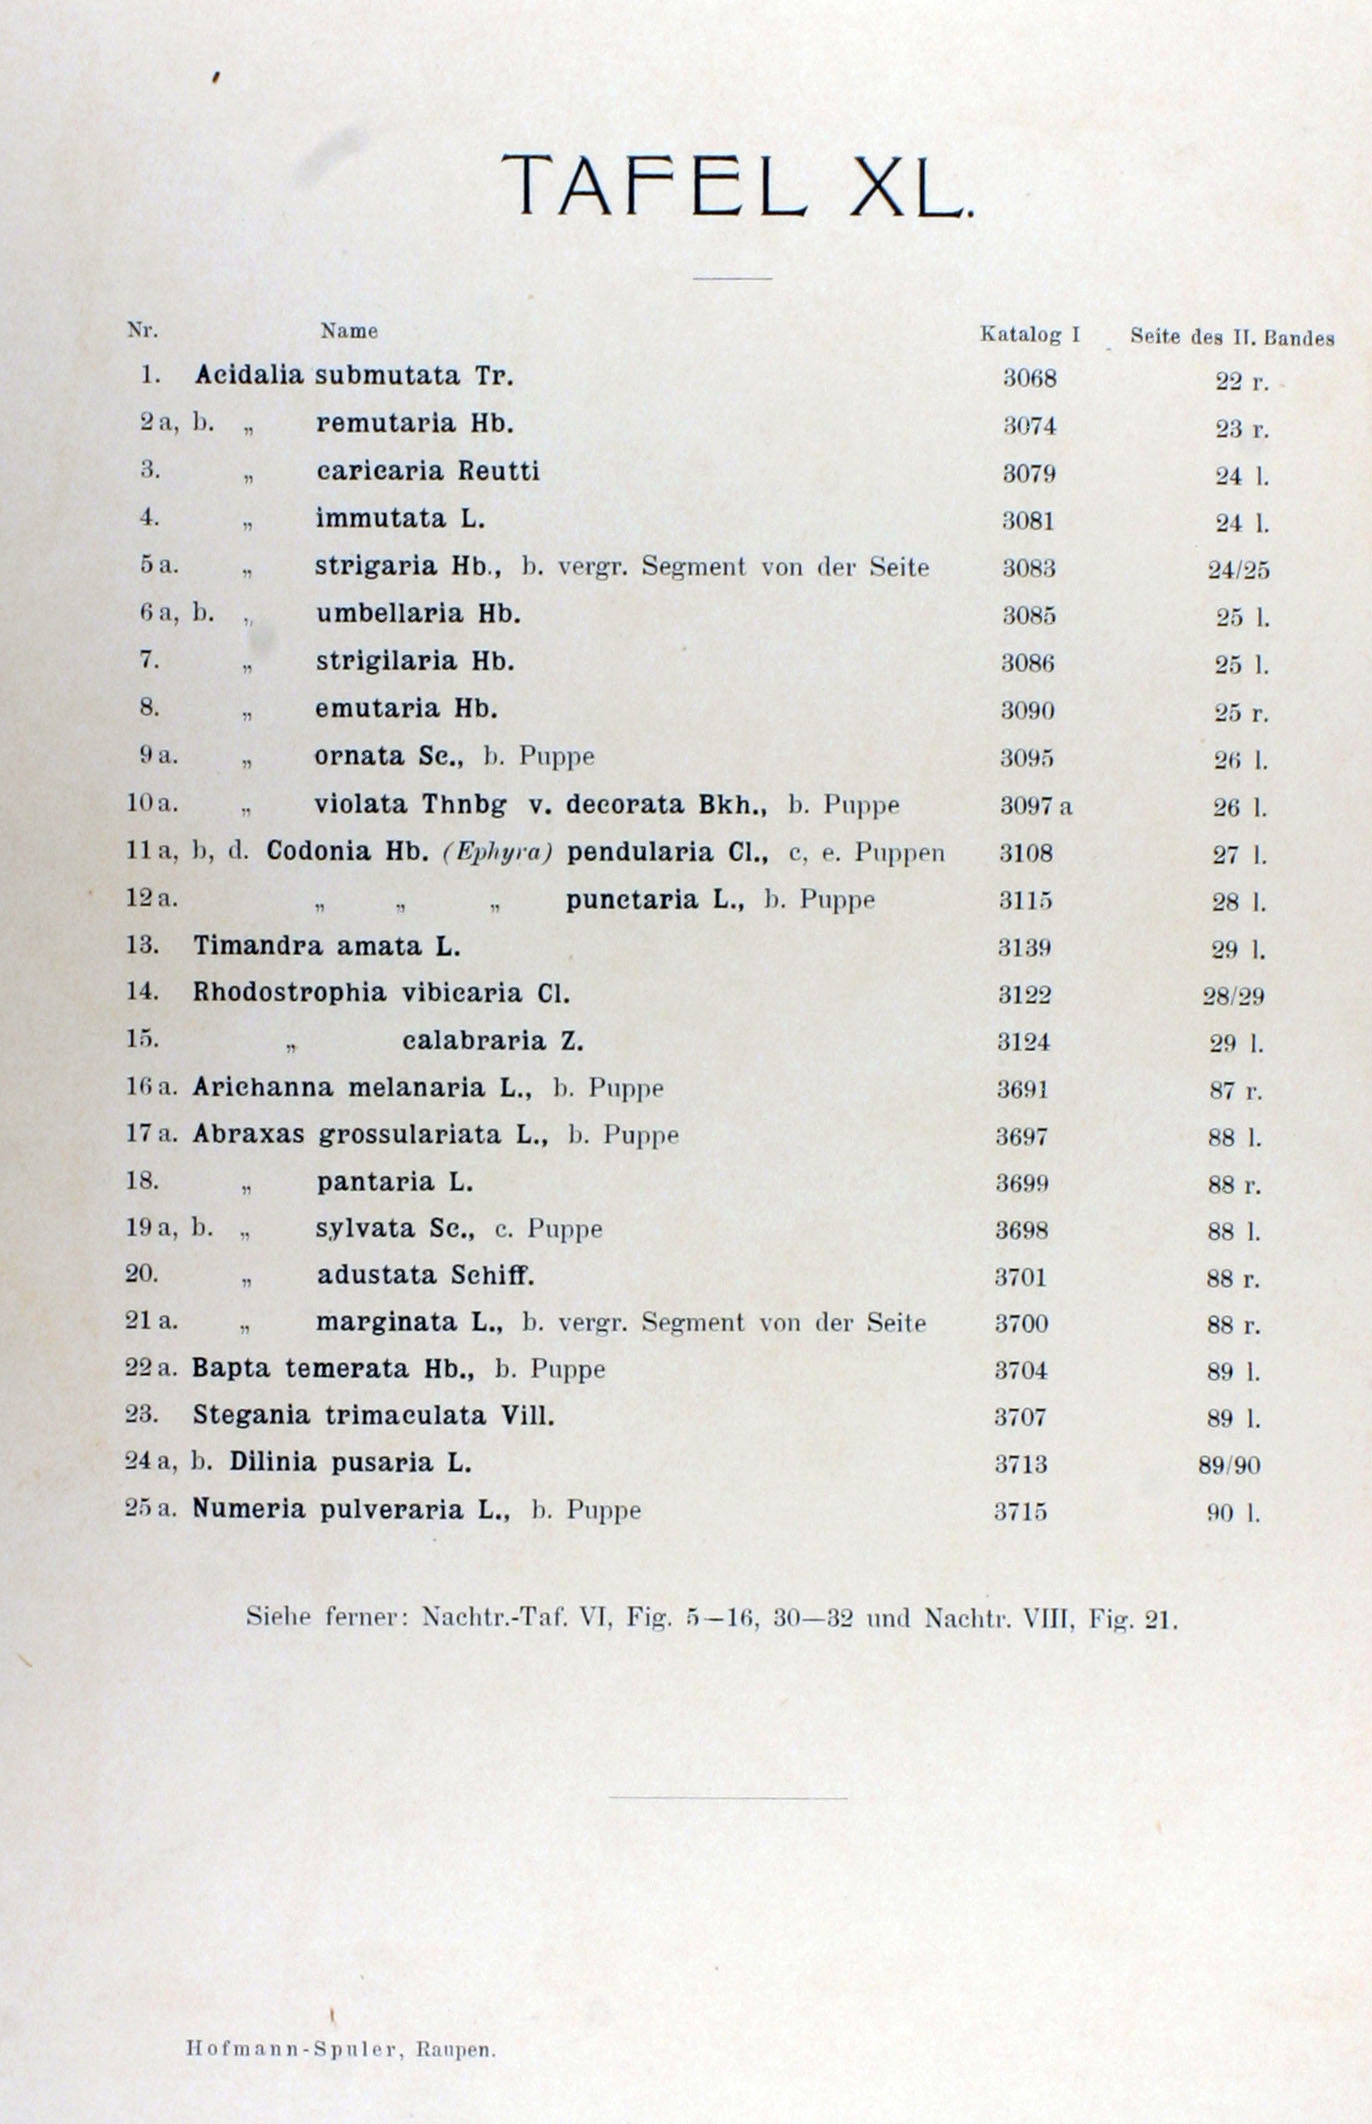 TAFEL XL.
Nr. Name Katalog I Seite des II. Bandes
1. Acidalia submutata Tr. 3068 22 r.
2 a, b. „ remutaria Hb. 3074 23 r.
3. „ caricaria Reutti 3079 24 l.
4. „ immutata L. 3081 24 l.
5 a. „ strigaria Hb., b. vergr. Segment von der Seite 3083 24/25
6 a, b. „ umbellaria Hb. 3085 25 l.
7. „ strigilaria Hb. 3086 25 l.
8. „ emutaria Hb. 3090 25 r.
9 a. „ ornata Sc., b. Puppe 3095 26 l.
10 a. „ violata Thnbg v. decorata Bkh., b. Puppe 3097 a 26 l.
11 a, b, d. Codonia Hb. (Ephyra) pendularia Cl., c, e. Puppen 3108 27 l.
12 a. „ „ „ punctaria L., b. Puppe 3115 28 l.
13. Timandra amata L. 3139 29 l.
14. Rhodostrophia vibicaria Cl. 3122 28/29
15. „ calabraria Z. 3124 29 l.
16 a. Arichanna melanaria L., b. Puppe 3691 87 r.
17 a. Abraxas grossulariata L., b. Puppe 3697 88 l.
18. „ pantaria L. 3699 88 r.
19 a, b. „ sylvata Sc., c. Puppe 3698 88 l.
20. „ adustata Schiff. 3701 88 r.
21 a. „ marginata L., b. vergr. Segment von der Seite 3700 88 r.
22 a. Bapta temerata Hb., b. Puppe 3704 89 l.
23. Stegania trimaculata Vill. 3707 89 l.
24 a, b. Dilinia pusaria L. 3713 89/90
25 a. Numeria pulveraria L., b. Puppe 3715 90 l.
Siehe ferner: Nachtr.-Taf. VI, Fig. 5—16, 30—32 und Nachtr. VIII, Fig. 21.
Hofmann-Spuler, Raupen.